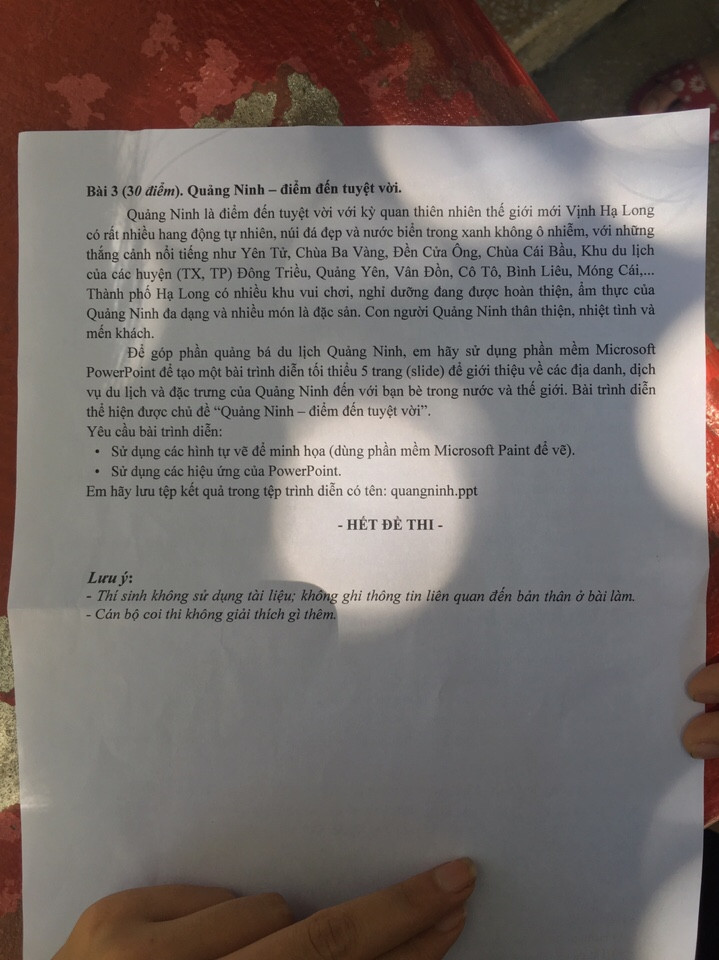 Bài 3 (30 điểm). Quảng Ninh – điểm đến tuyệt vời.
Quảng Ninh là điểm đến tuyệt vời với kỳ quan thiên nhiên thế giới mới Vịnh Hạ Long
có rất nhiều hang động tự nhiên, núi đá đẹp và nước biển trong xanh không ô nhiễm, với những
thắng cảnh nổi tiếng như Yên Tử, Chùa Ba Vàng, Đền Cửa Ông, Chùa Cái Bầu, Khu du lịch
của các huyện (TX, TP) Đông Triều, Quảng Yên, Vân Đồn, Cô Tô, Bình Liêu, Móng Cái,...
Thành phố Hạ Long có nhiều khu vui chơi, nghỉ dưỡng đang được hoàn thiện, ẩm thực của
Quảng Ninh đa dạng và nhiều món là đặc sản. Con người Quảng Ninh thân thiện, nhiệt tình và
mến khách.
Để góp phần quảng bá du lịch Quảng Ninh, em hãy sử dụng phần mềm Microsoft
PowerPoint để tạo một bài trình diễn tối thiểu 5 trang (slide) để giới thiệu về các địa danh, dịch
vụ du lịch và đặc trưng của Quảng Ninh đến với bạn bè trong nước và thế giới. Bài trình diễn
thể hiện được chủ đề “Quảng Ninh – điểm đến tuyệt vời”.
Yêu cầu bài trình diễn:
• Sử dụng các hình tự vẽ để minh họa (dùng phần mềm Microsoft Paint để vẽ).
• Sử dụng các hiệu ứng của PowerPoint.
Em hãy lưu tệp kết quả trong tệp trình diễn có tên: quangninh.ppt
- HẾT ĐỀ THI -
Lưu ý:
- Thí sinh không sử dụng tài liệu; không ghi thông tin liên quan đến bản thân ở bài làm.
- Cán bộ coi thi không giải thích gì thêm.